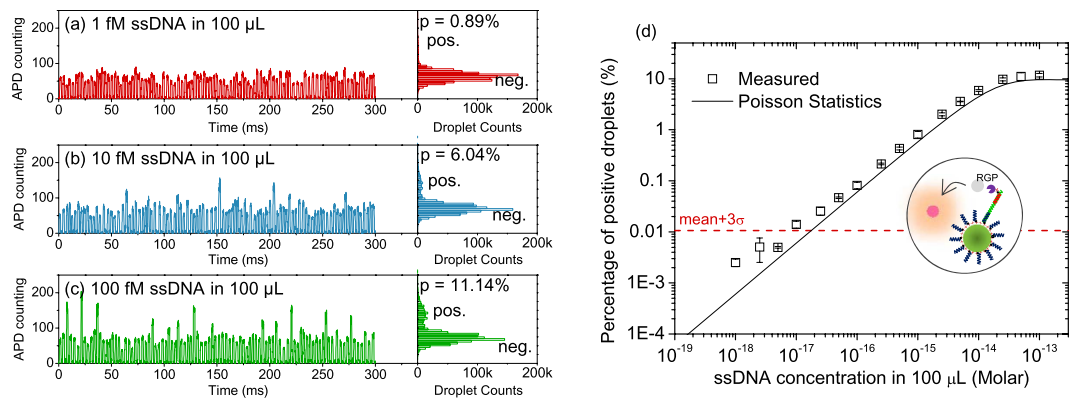 (a) 1 fM ssDNA in 100 µL
APD counting
0
100
200
0 50 100 150 200 250 300
Time (ms)
p = 0.89%
pos.
neg.
0 100k 200k
Droplet Counts
(b) 10 fM ssDNA in 100 µL
APD counting
0
100
200
0 50 100 150 200 250 300
Time (ms)
p = 6.04%
pos.
neg.
0 100k 200k
Droplet Counts
(c) 100 fM ssDNA in 100 µL
APD counting
0
100
200
0 50 100 150 200 250 300
Time (ms)
p = 11.14%
pos.
neg.
0 100k 200k
Droplet Counts
(d)
Percentage of positive droplets (%)
10
1
0.1
0.01
1E-3
1E-4
Measured
Poisson Statistics
RGP
mean+3σ
10-19 10-18 10-17 10-16 10-15 10-14 10-13
ssDNA concentration in 100 µL (Molar)